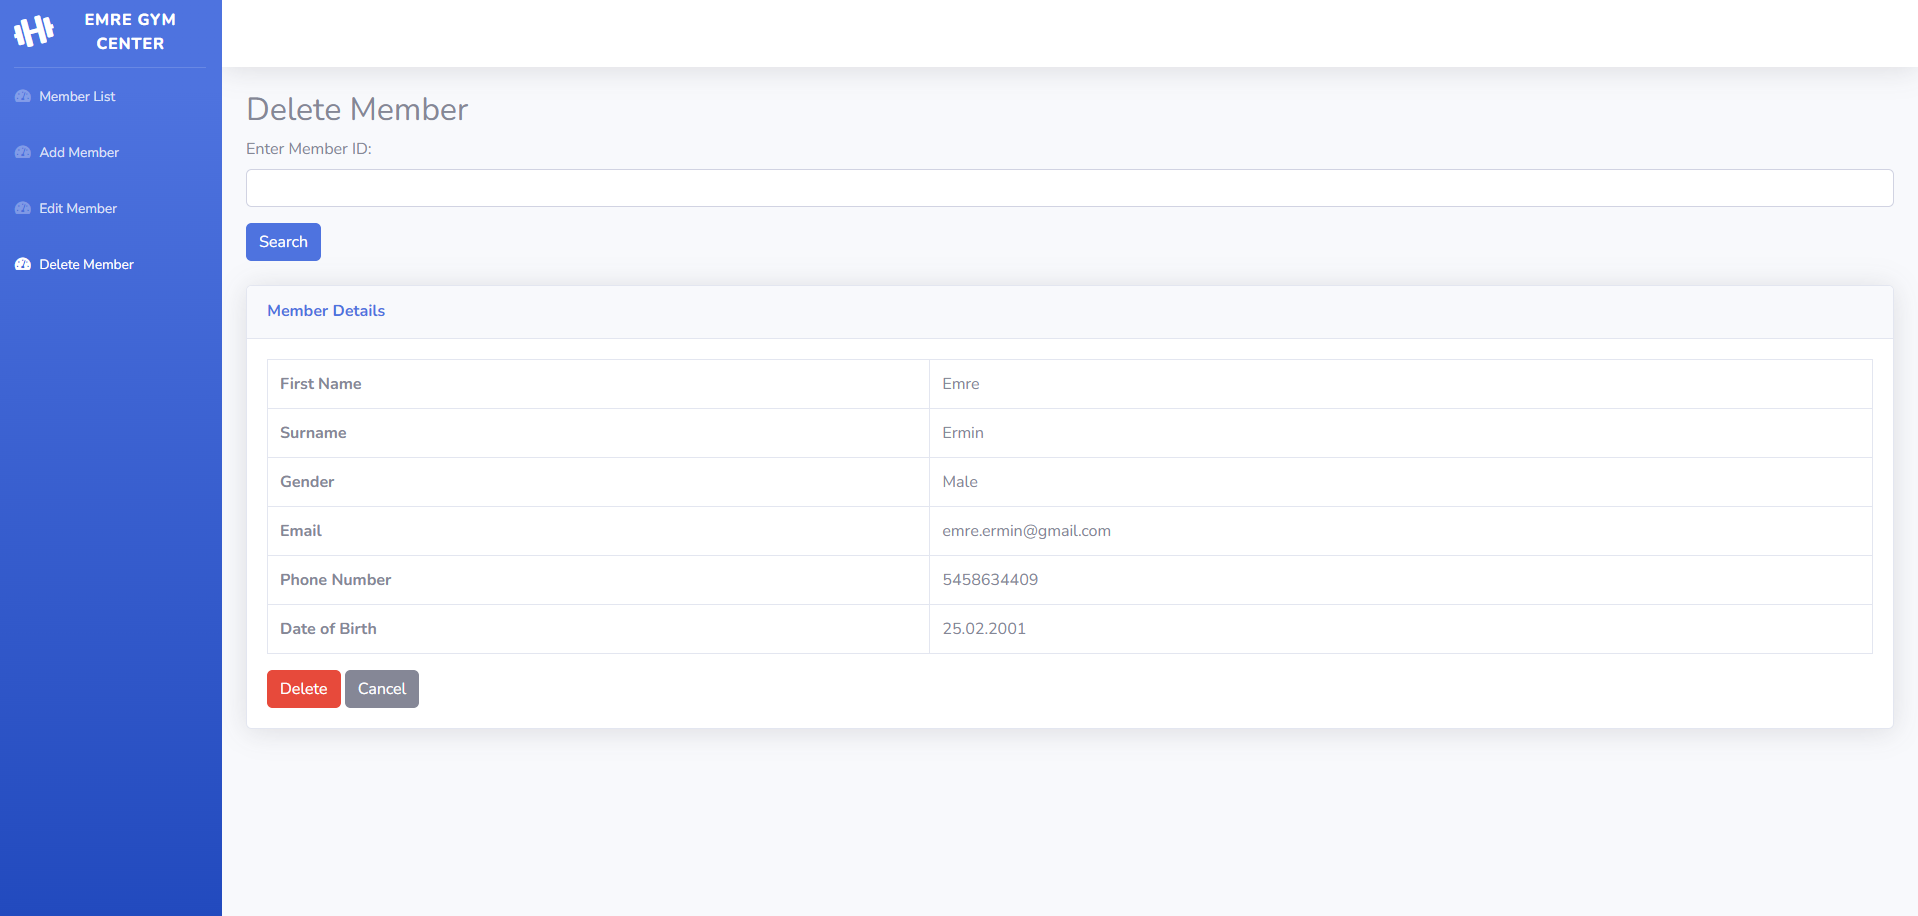 EMRE GYM
CENTER
Member List
Add Member
Edit Member
Delete Member
Delete Member
Enter Member ID:
Search
Member Details
First Name Emre
Surname Ermin
Gender Male
Email emre.ermin@gmail.com
Phone Number 5458634409
Date of Birth 25.02.2001
Delete Cancel